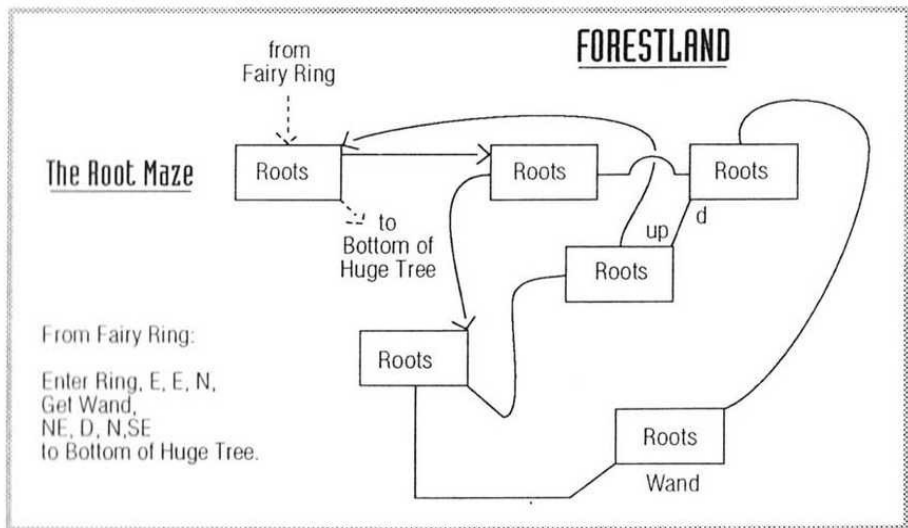 FORESTLAND
from
Fairy Ring
The Root Maze
Roots
Roots
Roots
to
Bottom of
Huge Tree
up
d
Roots
From Fairy Ring:
Enter Ring, E, E, N,
Get Wand,
NE, D, N,SE
to Bottom of Huge Tree.
Roots
Roots
Wand